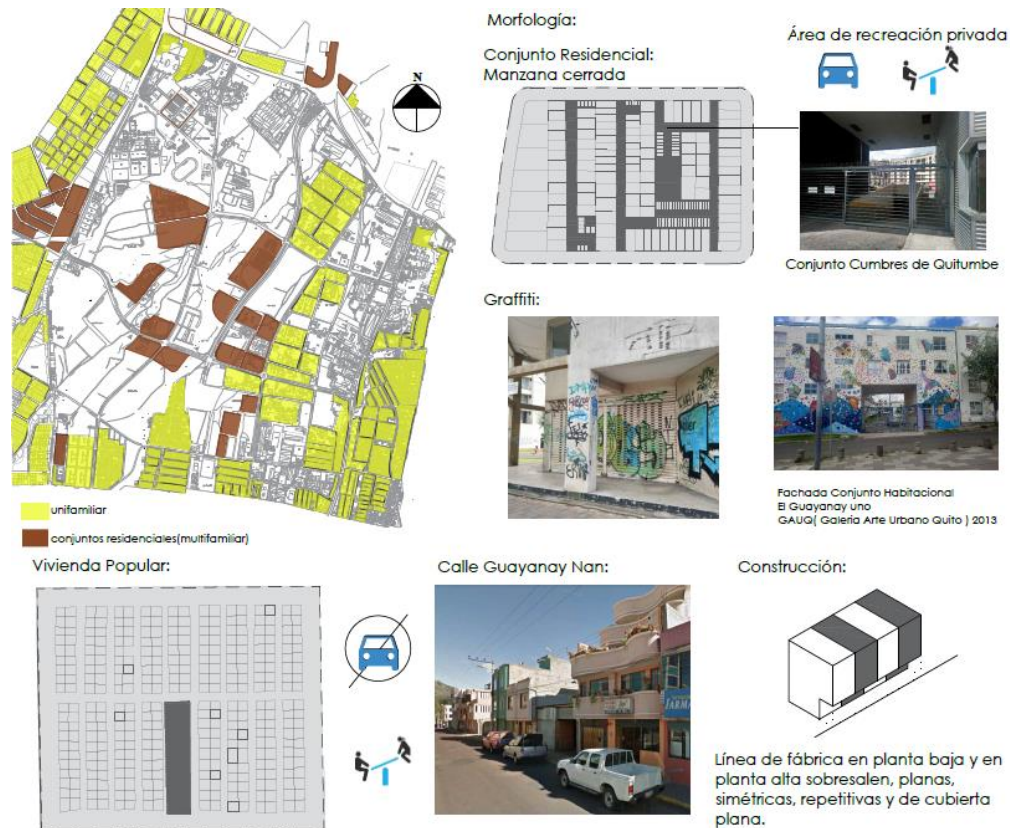 Morfología:
Conjunto Residencial:
Manzana cerrada
Área de recreación privada
N
Conjunto Cumbres de Quitumbe
Graffiti:
Fachada Conjunto Habitacional
El Guayanay uno
GAUQ( Galeria Arte Urbano Quito ) 2013
unifamiliar
conjuntos residenciales(multifamiliar)
Vivienda Popular:
Calle Guayanay Nan:
Construcción:
Línea de fábrica en planta baja y en
planta alta sobresalen, planas,
simétricas, repetitivas y de cubierta
plana.